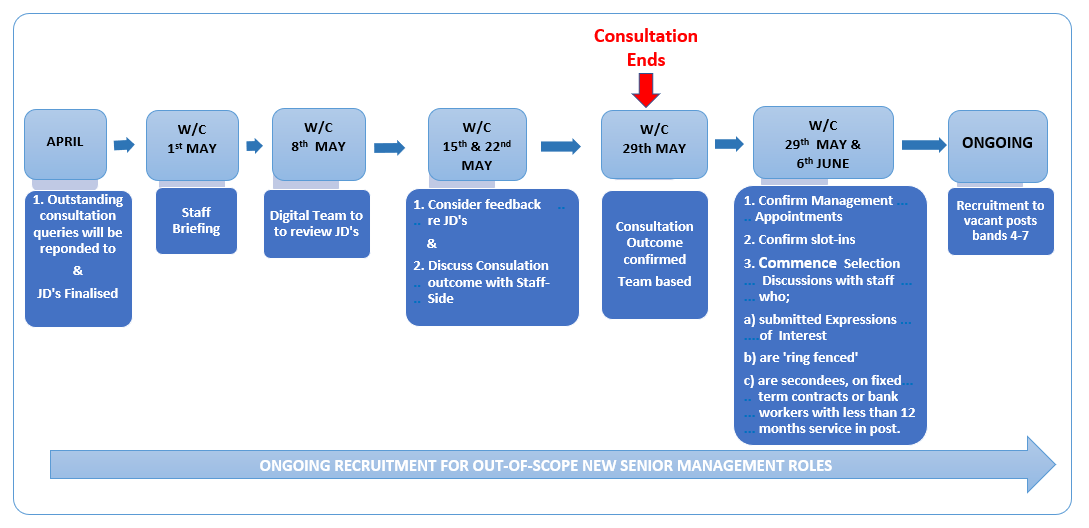 Consultation
Ends
APRIL
W/C
1st MAY
W/C
8th MAY
W/C
15th & 22nd
MAY
W/C
29th MAY
W/C
29th MAY &
6th JUNE
ONGOING
1. Outstanding
consultation
queries will be
reponded to
&
JD's Finalised
Staff
Briefing
Digital Team to
to review JD's
1. Consider feedback ..
.. re JD's
&
2. Discuss Consulation
.. outcome with Staff-
.. Side
Consultation
Outcome
confirmed
Team based
1. Confirm Management ...
... Appointments
2. Confirm slot-ins
3. Commence Selection
... Discussions with staff ...
... who;
a) submitted Expressions ...
.... of Interest
b) are 'ring fenced'
c) are secondees, on fixed...
.. term contracts or bank
... workers with less than 12
... months service in post.
Recruitment to
vacant posts
bands 4-7
ONGOING RECRUITMENT FOR OUT-OF-SCOPE NEW SENIOR MANAGEMENT ROLES